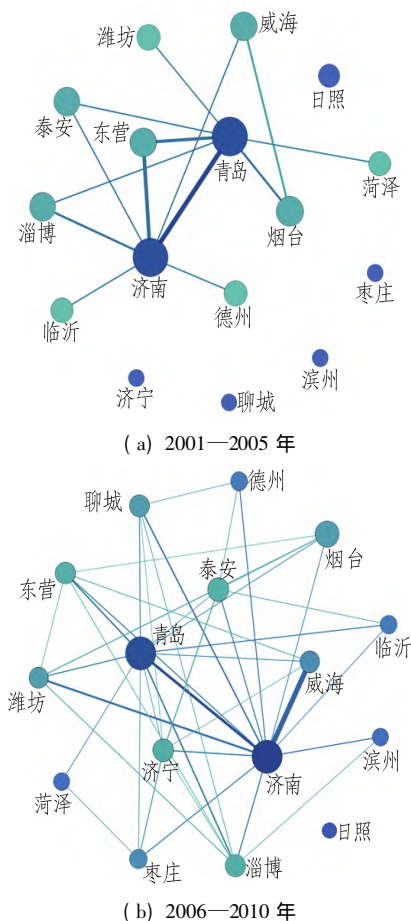 潍坊
威海
日照
泰安
东营
青岛
菏泽
淄博
烟台
济南
枣庄
临沂
德州
滨州
济宁
聊城
(a) 2001—2005 年
德州
聊城
烟台
东营
泰安
青岛
临沂
威海
潍坊
济宁
济南
滨州
菏泽
日照
枣庄
淄博
(b) 2006—2010 年